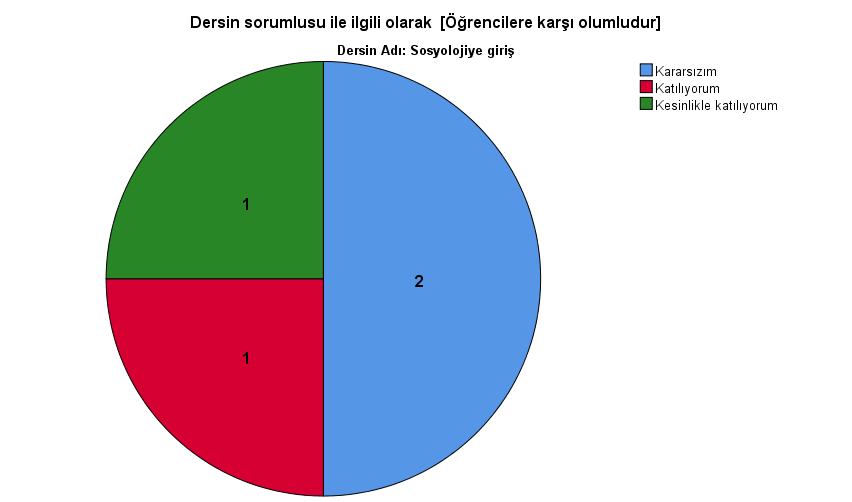 Dersin sorumlusu ile ilgili olarak  [Öğrencilere karşı olumludur]
Dersin Adı: Sosyolojiye giriş
Kararsızım
Katılıyorum
Kesinlikle katılıyorum
1
2
1